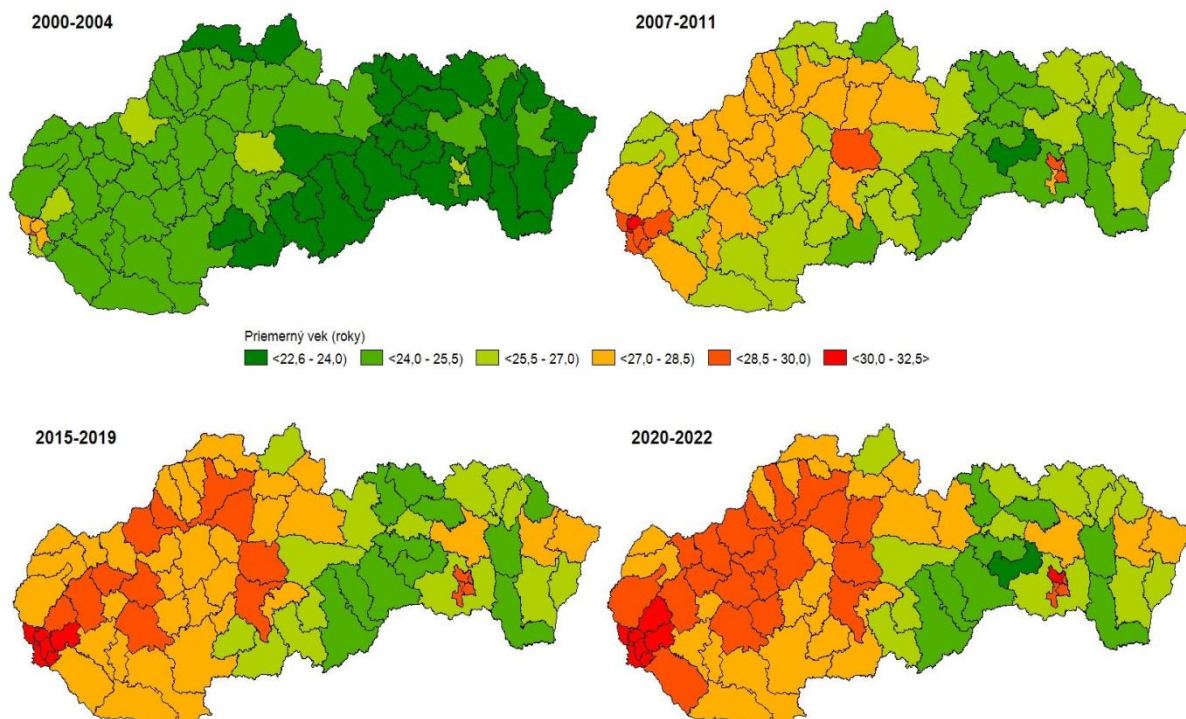 2000-2004
2007-2011
Priemerný vek (roky)
<22,6 - 24,0) <24,0 - 25,5) <25,5 - 27,0) <27,0 - 28,5) <28,5 - 30,0) <30,0 - 32,5>
2015-2019
2020-2022